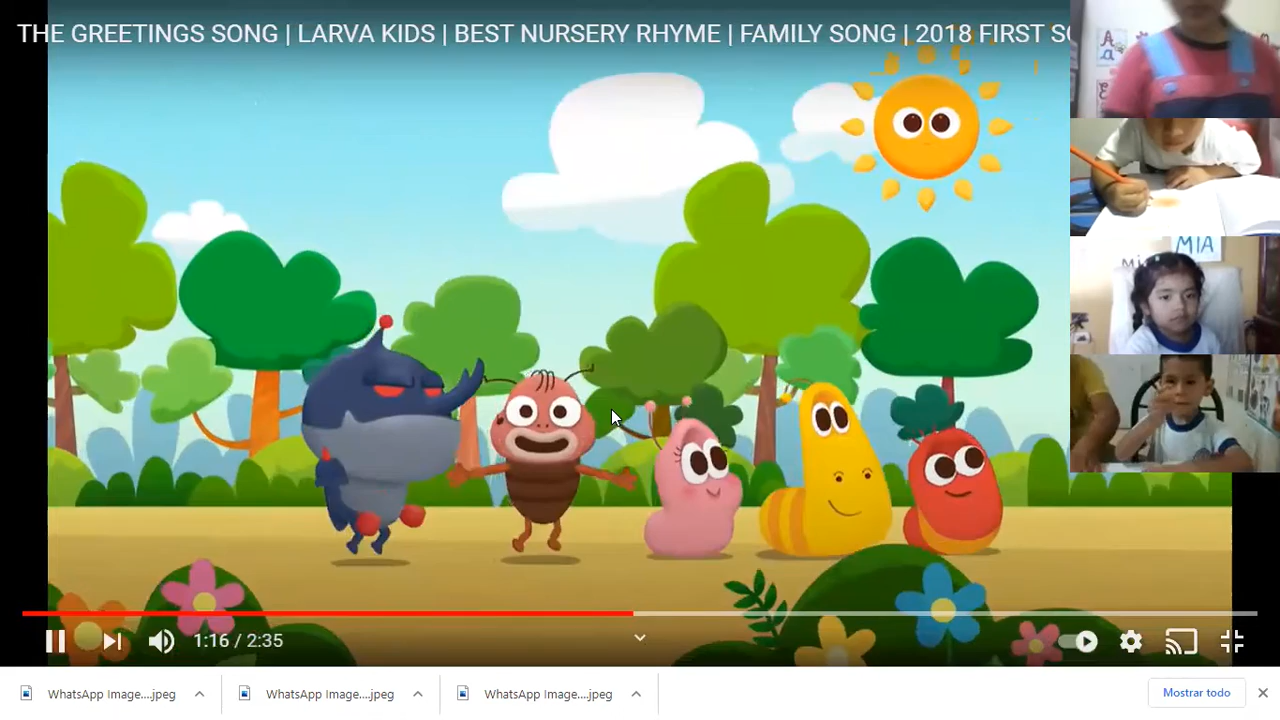 THE GREETINGS SONG | LARVA KIDS | BEST NURSERY RHYME | FAMILY SONG | 2018 FIRST SO
A
a
MIA
1:16 / 2:35
WhatsApp Image....jpeg
WhatsApp Image....jpeg
WhatsApp Image....jpeg
Mostrar todo